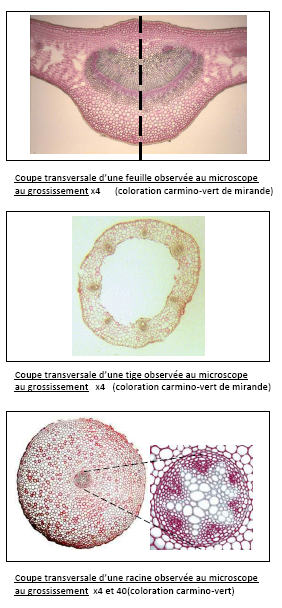 Coupe transversale d'une feuille observée au microscope
au grossissement x4 (coloration carmino-vert de mirande)
Coupe transversale d'une tige observée au microscope
au grossissement x4 (coloration carmino-vert de mirande)
Coupe transversale d'une racine observée au microscope
au grossissement x4 et 40(coloration carmino-vert)